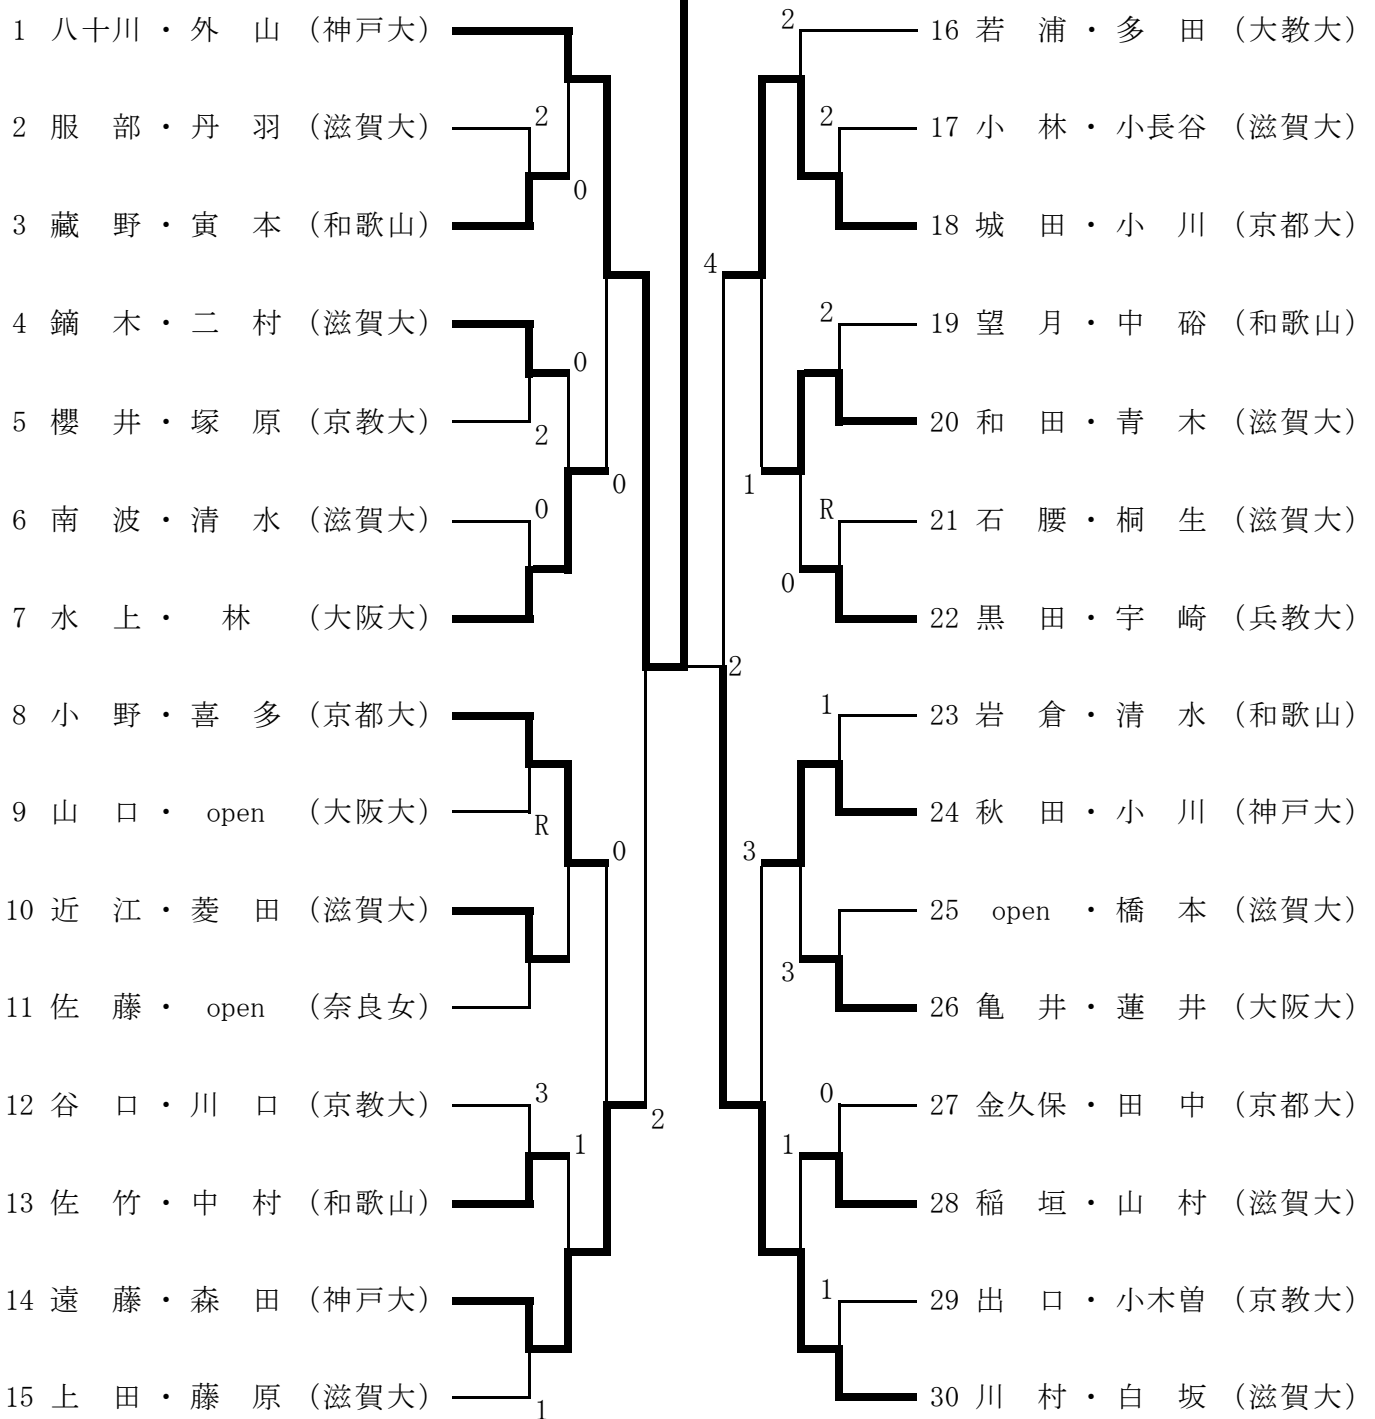 1 八十川・外　山 (神戸大)
2 服　部・丹　羽 (滋賀大)
2
0
3 藏　野・寅　本 (和歌山)
4 鏑　木・二　村 (滋賀大)
0
5 櫻　井・塚　原 (京教大)
2
0
6 南　波・清　水 (滋賀大)
0
7 水　上・　林　 (大阪大)
8 小　野・喜　多 (京都大)
9 山　口・ open (大阪大)
R
0
10 近　江・菱　田 (滋賀大)
11 佐　藤・ open (奈良女)
12 谷　口・川　口 (京教大)
3
2
1
13 佐　竹・中　村 (和歌山)
14 遠　藤・森　田 (神戸大)
15 上　田・藤　原 (滋賀大)
1
2
16 若　浦・多　田 (大教大)
2
17 小　林・小長谷 (滋賀大)
18 城　田・小　川 (京都大)
4
2
19 望　月・中　硲 (和歌山)
20 和　田・青　木 (滋賀大)
1
R
21 石　腰・桐　生 (滋賀大)
0
22 黒　田・宇　崎 (兵教大)
2
1
23 岩　倉・清　水 (和歌山)
24 秋　田・小　川 (神戸大)
3
25 open ・橋　本 (滋賀大)
3
26 亀　井・蓮　井 (大阪大)
0
27 金久保・田　中 (京都大)
1
28 稲　垣・山　村 (滋賀大)
1
29 出　口・小木曽 (京教大)
30 川　村・白　坂 (滋賀大)